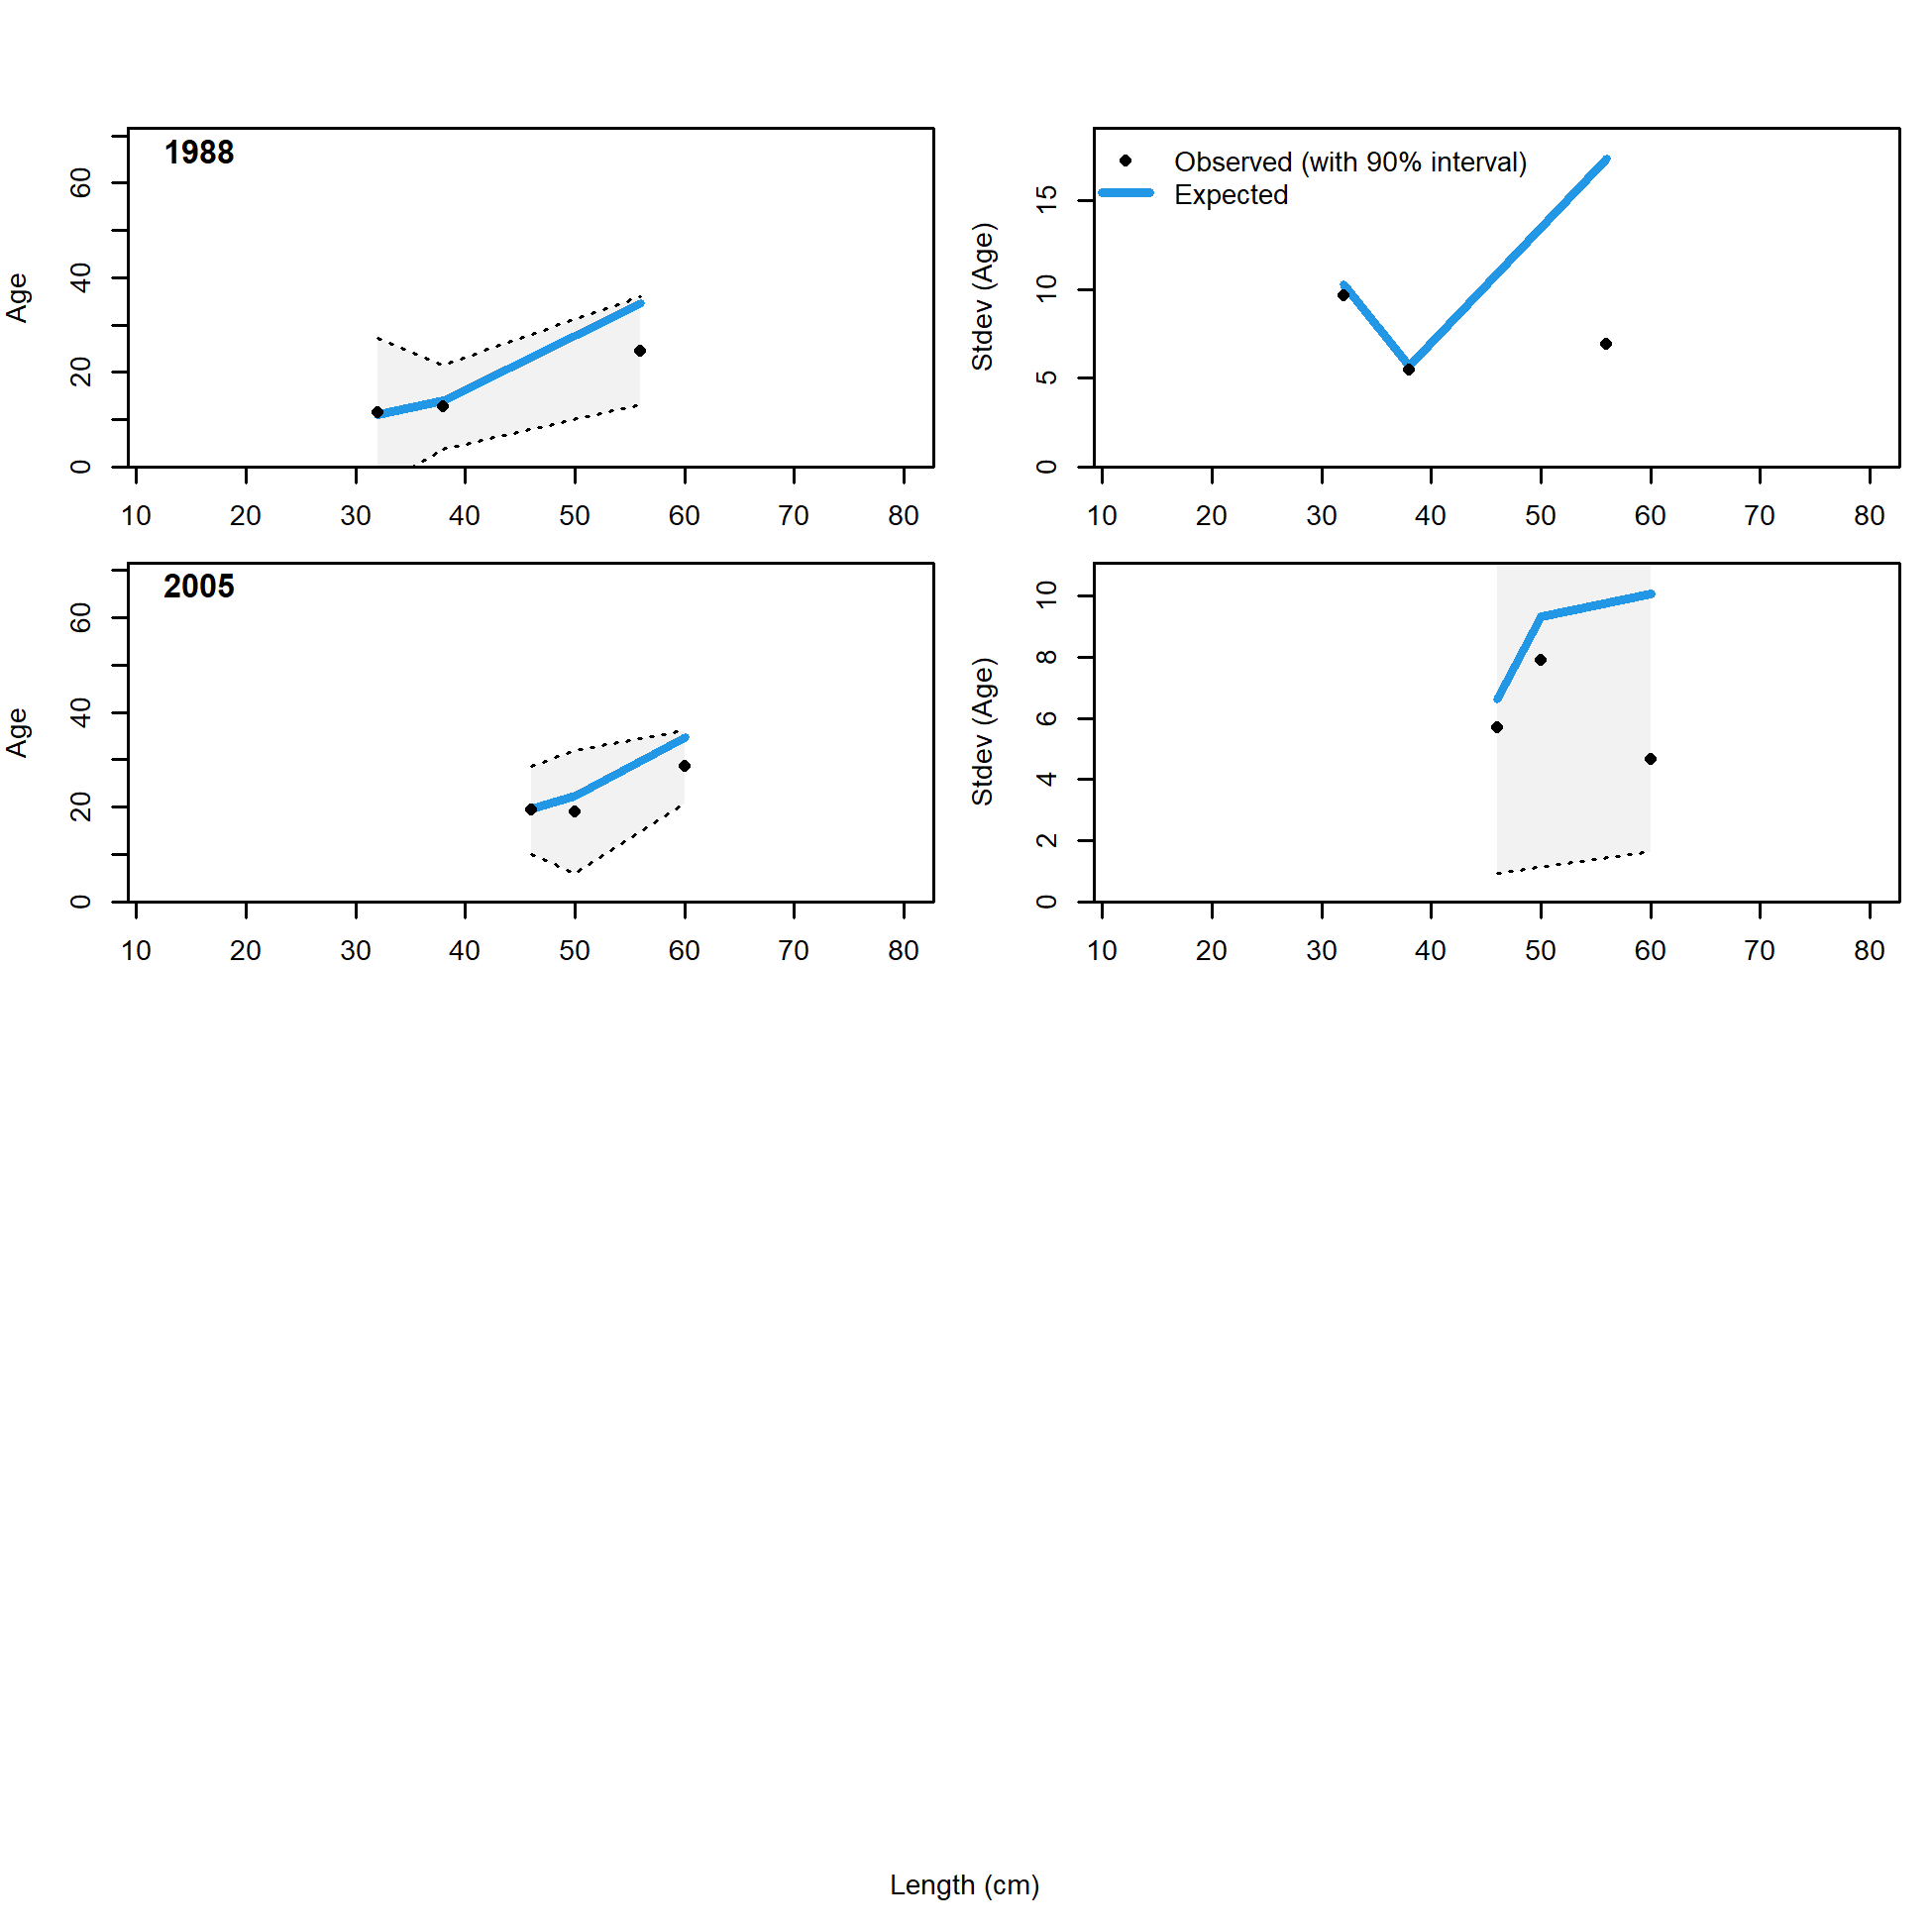 1988
Age
0 20 40 60
10 20 30 40 50 60 70 80
Observed (with 90% interval)
Expected
Stdev (Age)
0 5 10 15
10 20 30 40 50 60 70 80
2005
Age
0 20 40 60
10 20 30 40 50 60 70 80
Stdev (Age)
0 2 4 6 8 10
10 20 30 40 50 60 70 80
Length (cm)